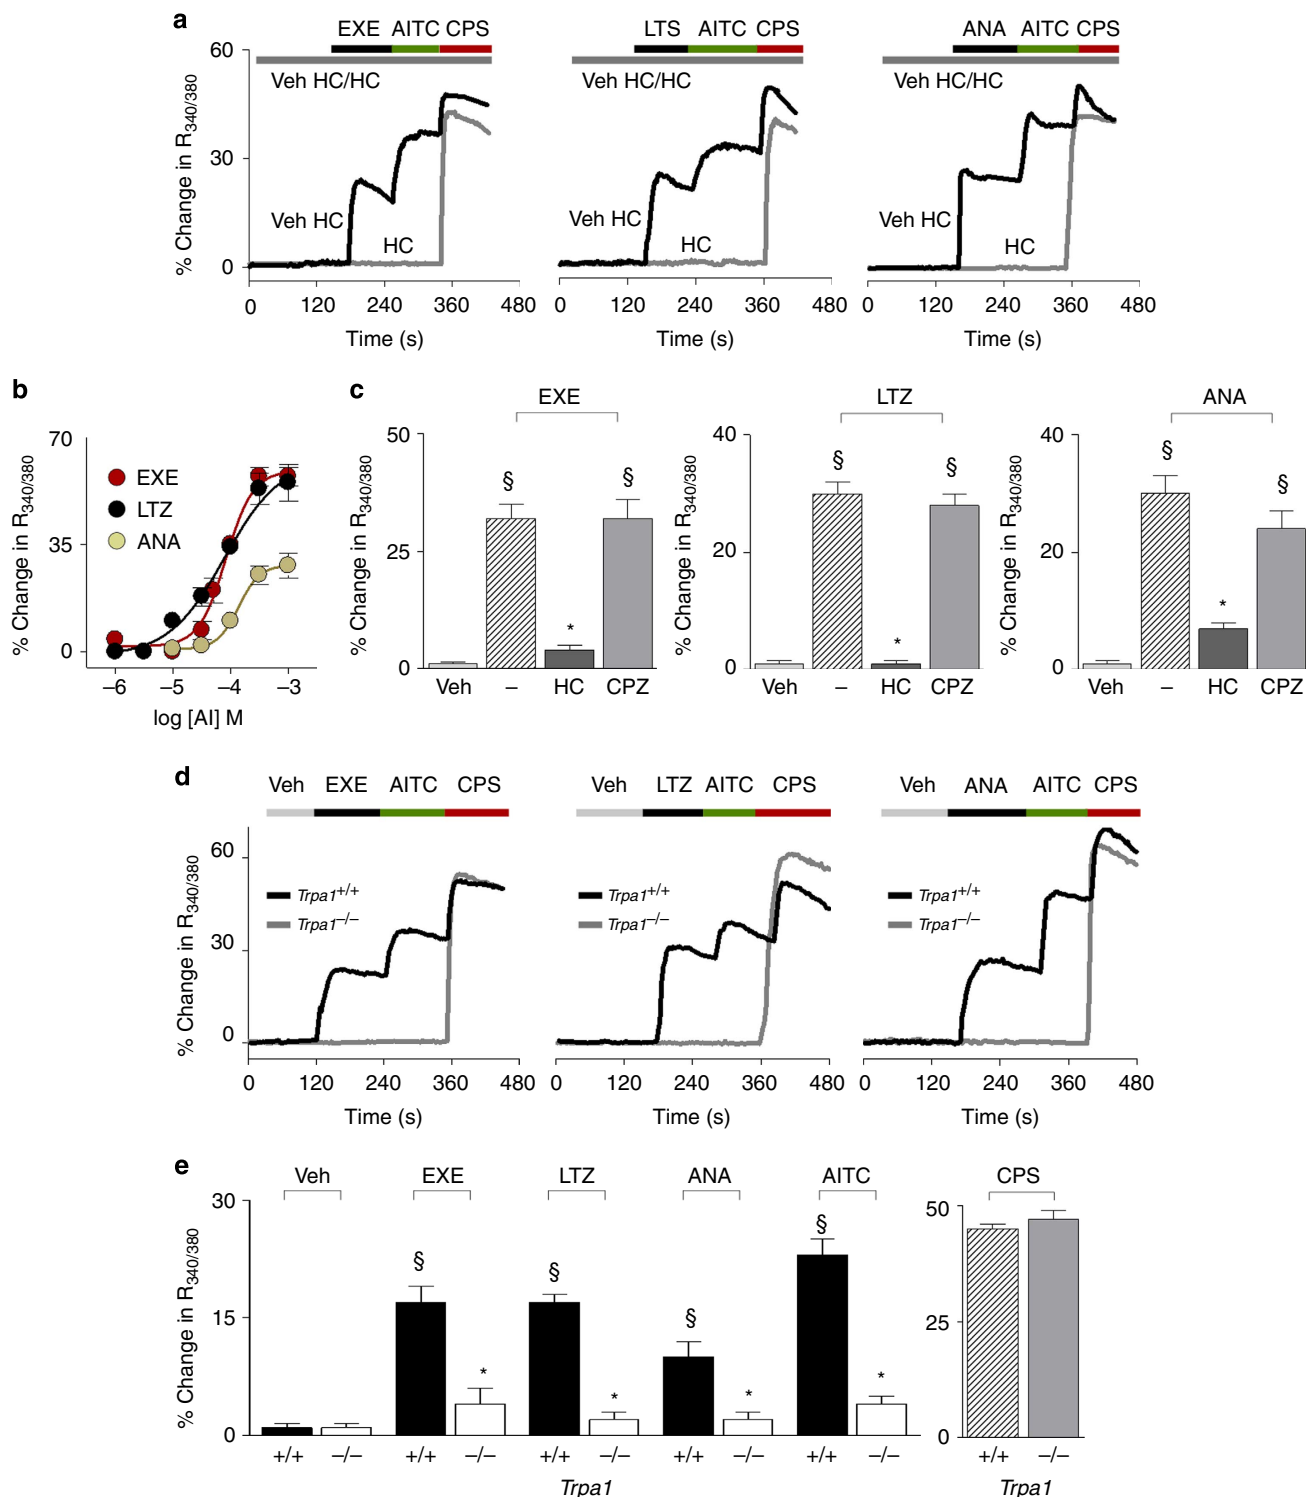 a
EXE AITC CPS
LTS AITC CPS
ANA AITC CPS
Veh HC/HC
Veh HC/HC
Veh HC/HC
% Change in R340/380
60
30
0
Veh HC
HC
Veh HC
HC
Veh HC
HC
0 120 240 360 480
0 120 240 360 480
0 120 240 360 480
Time (s)
Time (s)
Time (s)
b
% Change in R340/380
70
35
0
EXE
LTZ
ANA
–6 –5 –4 –3
log [AI] M
c
EXE
% Change in R340/380
50
25
0
§
*
§
Veh – HC CPZ
LTZ
% Change in R340/380
40
20
0
§
*
§
Veh – HC CPZ
ANA
% Change in R340/380
40
20
0
§
*
§
Veh – HC CPZ
d
Veh EXE AITC CPS
Veh LTZ AITC CPS
Veh ANA AITC CPS
% Change in R340/380
60
30
0
Trpa1+/+
Trpa1–/–
Trpa1+/+
Trpa1–/–
Trpa1+/+
Trpa1–/–
0 120 240 360 480
0 120 240 360 480
0 120 240 360 480
Time (s)
Time (s)
Time (s)
e
Veh EXE LTZ ANA AITC
% Change in R340/380
30
15
0
§
*
§
*
§
*
§
*
+/+ –/– +/+ –/– +/+ –/– +/+ –/– +/+ –/–
Trpa1
CPS
50
25
0
+/+ –/–
Trpa1